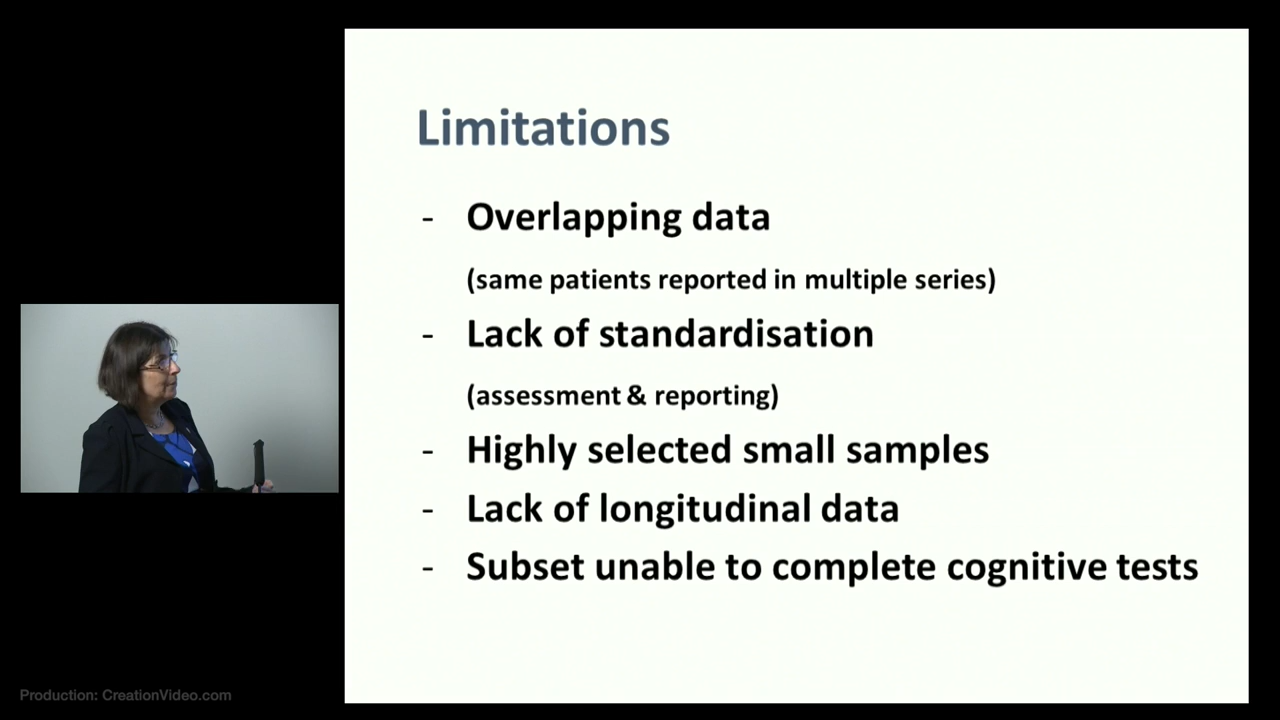 Limitations
- Overlapping data
(same patients reported in multiple series)
- Lack of standardisation
(assessment & reporting)
- Highly selected small samples
- Lack of longitudinal data
- Subset unable to complete cognitive tests
Production: CreationVideo.com